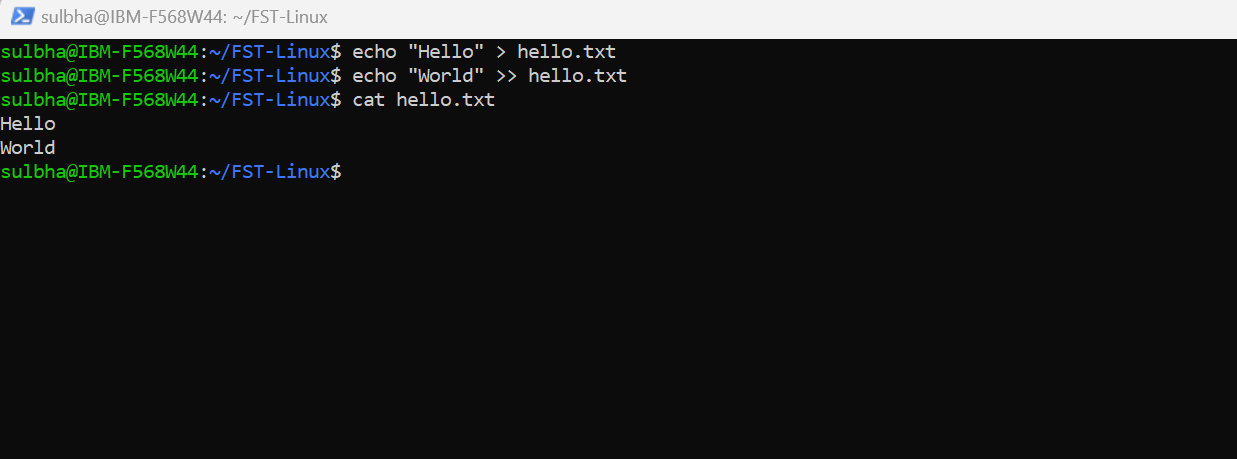 sulbha@IBM-F568W44: ~/FST-Linux
sulbha@IBM-F568W44:~/FST-Linux$ echo "Hello" > hello.txt
sulbha@IBM-F568W44:~/FST-Linux$ echo "World" >> hello.txt
sulbha@IBM-F568W44:~/FST-Linux$ cat hello.txt
Hello
World
sulbha@IBM-F568W44:~/FST-Linux$